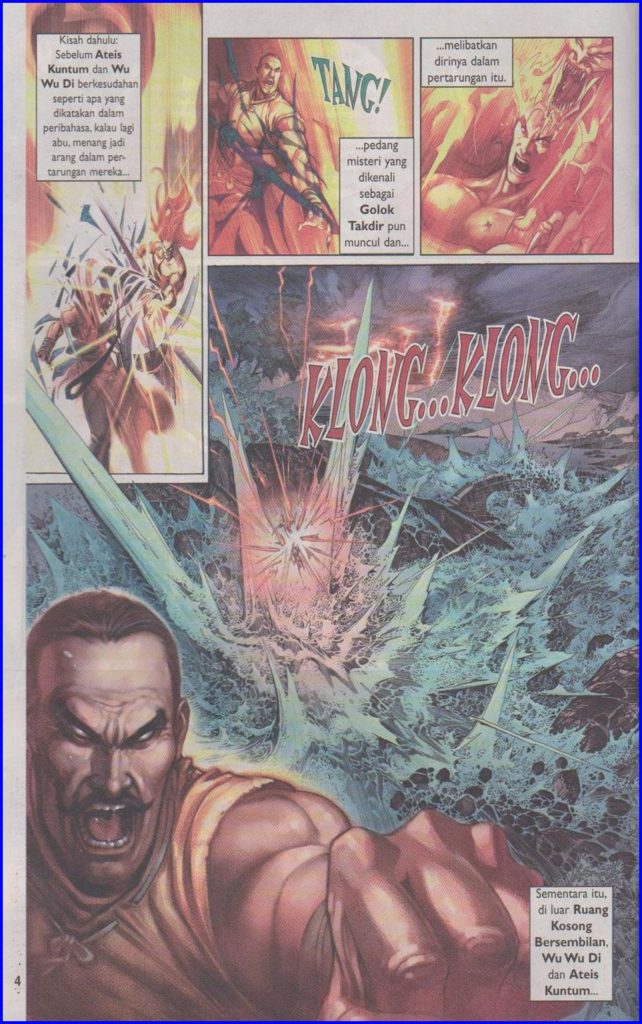 Kisah dahulu:
Sebelum Ateis
Kuntum dan Wu
Wu Di berkesudahan
seperti apa yang
dikatakan dalam
peribahasa, kalau lagi
abu, menang jadi
arang dalam per-
tarungan mereka...
TANG!
...pedang
misteri yang
dikenali
sebagai
Golok
Takdir pun
muncul dan...
...melibatkan
dirinya dalam
pertarungan itu.
KLONG...KLONG...
Sementara itu,
di luar Ruang
Kosong
Bersembilan,
Wu Wu Di
dan Ateis
Kuntum...
4